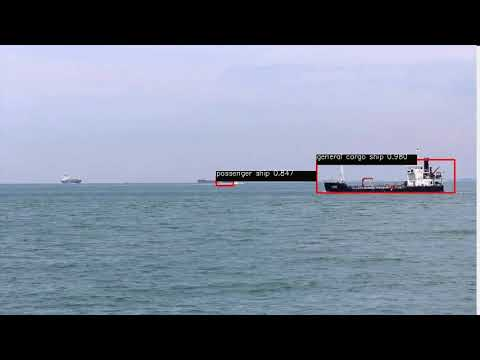 general cargo ship 0.980
passenger ship 0.847